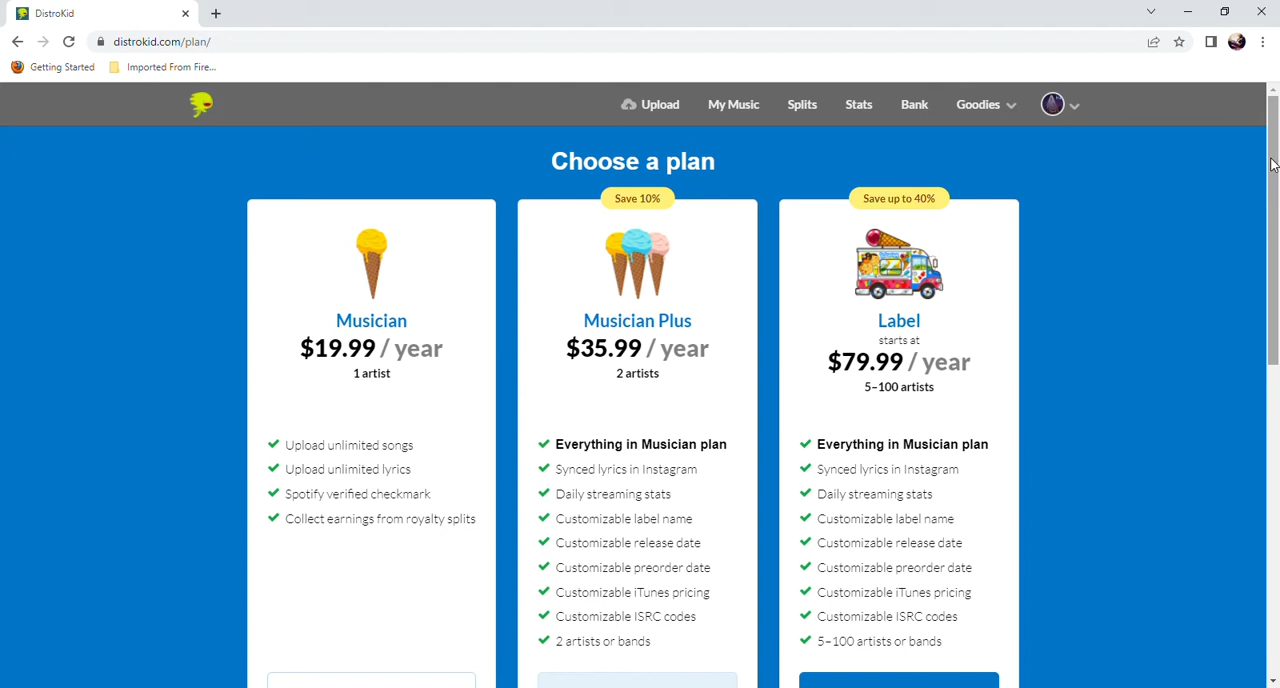 DistroKid
distrokid.com/plan/
Getting Started
Imported From Fire...
Upload
My Music
Splits
Stats
Bank
Goodies
Choose a plan
Musician
$19.99 / year
1 artist
Upload unlimited songs
Upload unlimited lyrics
Spotify verified checkmark
Collect earnings from royalty splits
Save 10%
Musician Plus
$35.99 / year
2 artists
Everything in Musician plan
Synced lyrics in Instagram
Daily streaming stats
Customizable label name
Customizable release date
Customizable preorder date
Customizable iTunes pricing
Customizable ISRC codes
2 artists or bands
Save up to 40%
Label
starts at
$79.99 / year
5–100 artists
Everything in Musician plan
Synced lyrics in Instagram
Daily streaming stats
Customizable label name
Customizable release date
Customizable preorder date
Customizable iTunes pricing
Customizable ISRC codes
5–100 artists or bands